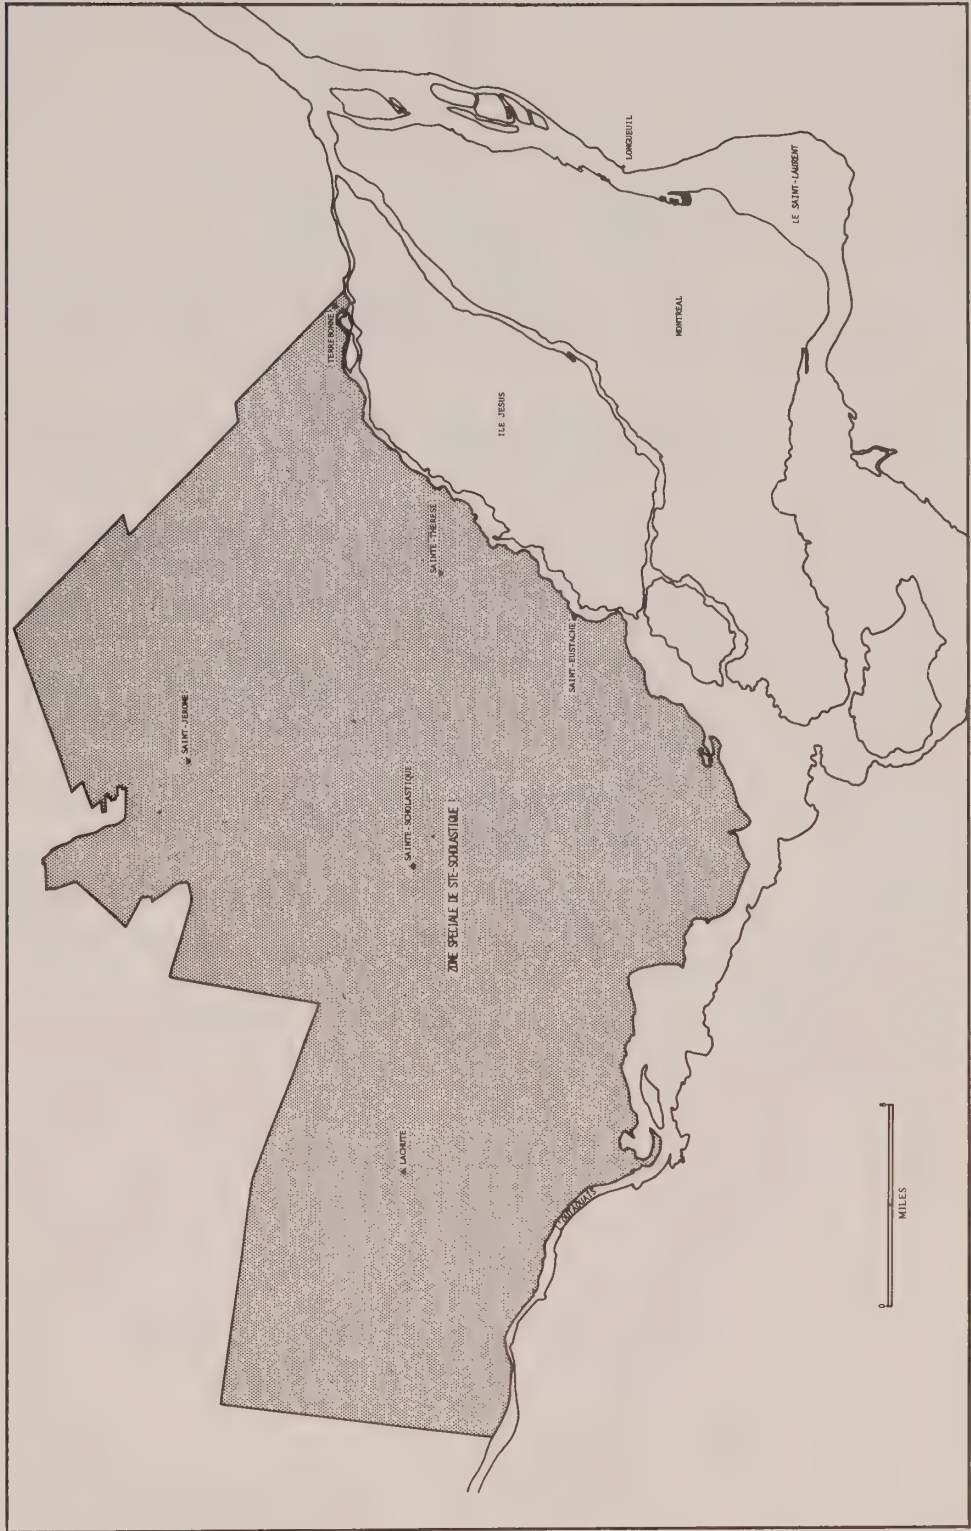 SAINT-JEROME
TERREBONNE
LACHUTE
SAINTE-SCHOLASTIQUE
SAINTE-THERESE
ZONE SPECIALE DE STE-SCHOLASTIQUE
ILE JESUS
SAINT-EUSTACHE
L'OUTAOUAIS
LONGUEUIL
MONTREAL
LE SAINT-LAURENT
MILES